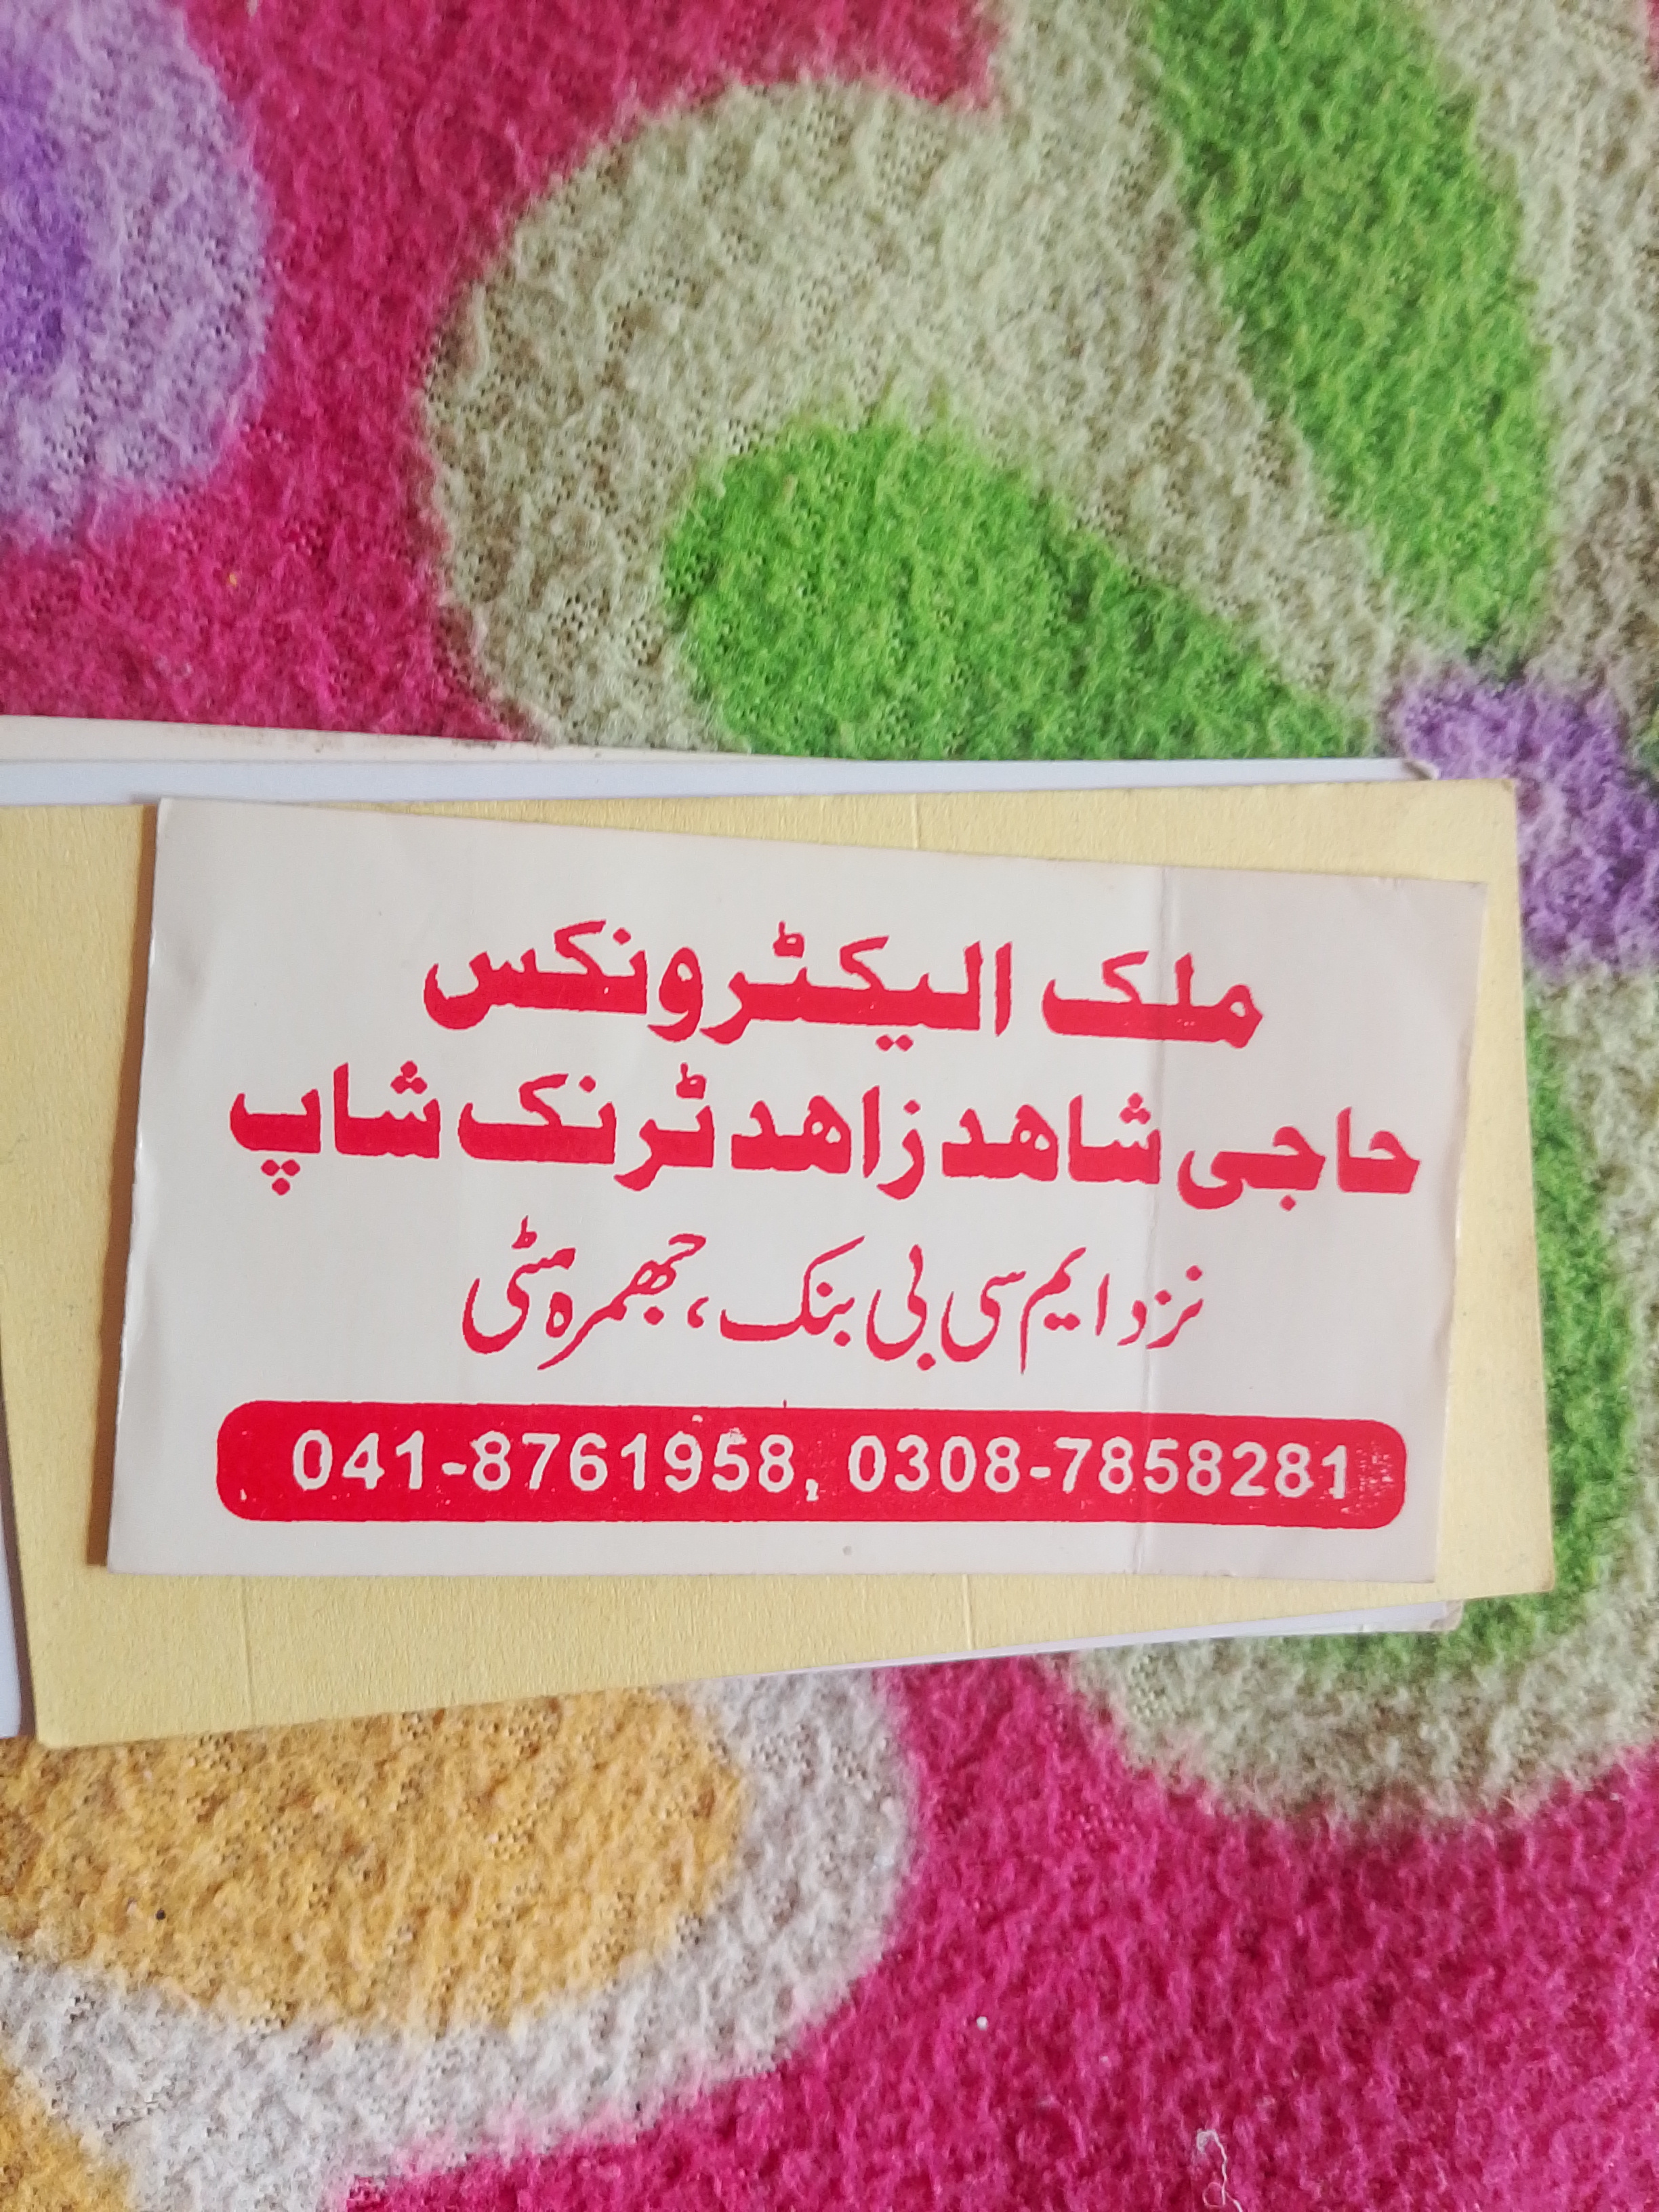 ملک الیکٹرونکس
حاجی شاھد زاھد ٹرنک شاپ
نزد ایم سی بی بنک، جھمرہ سٹی
041-8761958, 0308-7858281